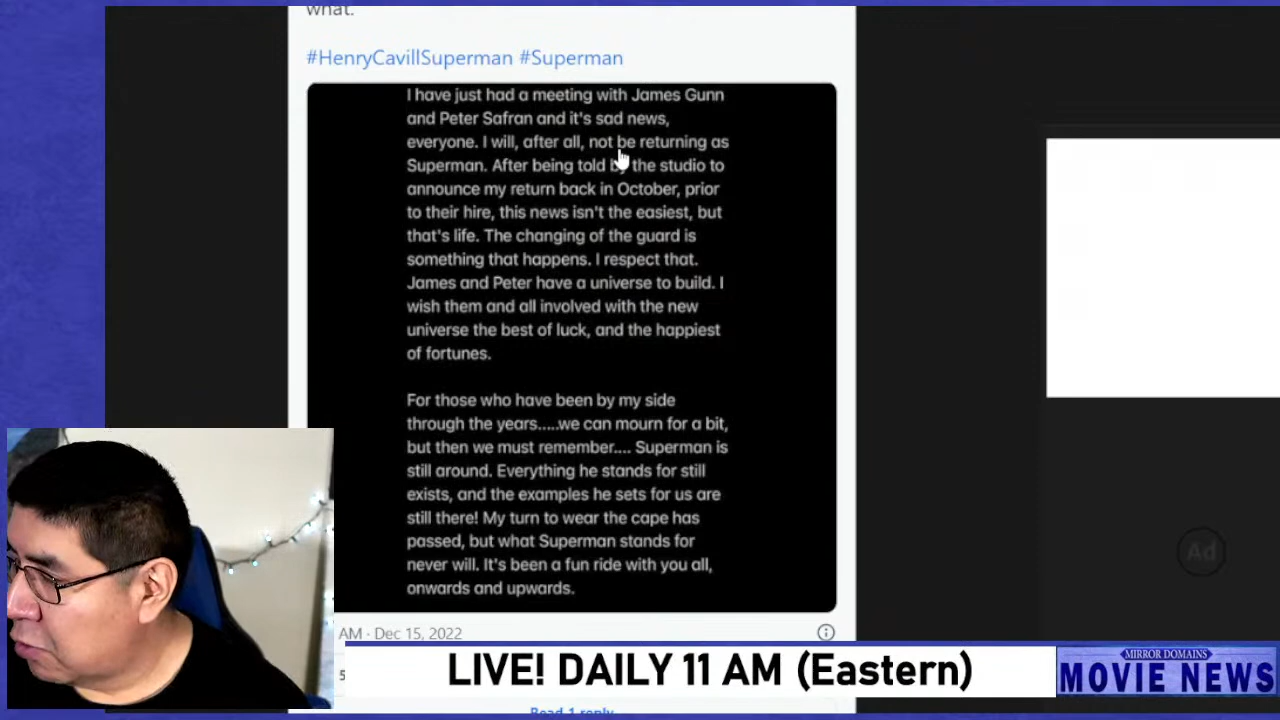 what.
#HenryCavillSuperman #Superman
I have just had a meeting with James Gunn
and Peter Safran and it's sad news,
everyone. I will, after all, not be returning as
Superman. After being told by the studio to
announce my return back in October, prior
to their hire, this news isn't the easiest, but
that's life. The changing of the guard is
something that happens. I respect that.
James and Peter have a universe to build. I
wish them and all involved with the new
universe the best of luck, and the happiest
of fortunes.
For those who have been by my side
through the years.....we can mourn for a bit,
but then we must remember.... Superman is
still around. Everything he stands for still
exists, and the examples he sets for us are
still there! My turn to wear the cape has
passed, but what Superman stands for
never will. It's been a fun ride with you all,
onwards and upwards.
AM · Dec 15, 2022
5
Read 1 reply
Ad
LIVE! DAILY 11 AM (Eastern)
MIRROR DOMAINS
MOVIE NEWS